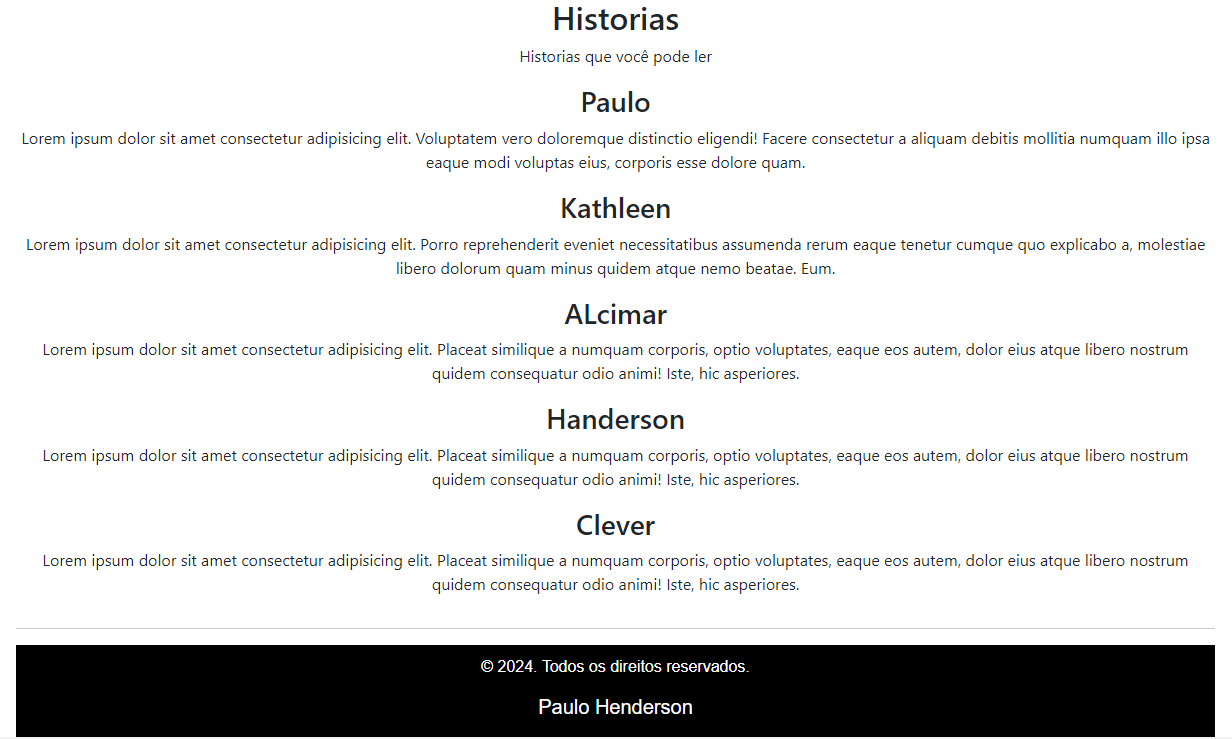 Historias
Historias que você pode ler
Paulo
Lorem ipsum dolor sit amet consectetur adipisicing elit. Voluptatem vero doloremque distinctio eligendi! Facere consectetur a aliquam debitis mollitia numquam illo ipsa
eaque modi voluptas eius, corporis esse dolore quam.
Kathleen
Lorem ipsum dolor sit amet consectetur adipisicing elit. Porro reprehenderit eveniet necessitatibus assumenda rerum eaque tenetur cumque quo explicabo a, molestiae
libero dolorum quam minus quidem atque nemo beatae. Eum.
ALcimar
Lorem ipsum dolor sit amet consectetur adipisicing elit. Placeat similique a numquam corporis, optio voluptates, eaque eos autem, dolor eius atque libero nostrum
quidem consequatur odio animi! Iste, hic asperiores.
Handerson
Lorem ipsum dolor sit amet consectetur adipisicing elit. Placeat similique a numquam corporis, optio voluptates, eaque eos autem, dolor eius atque libero nostrum
quidem consequatur odio animi! Iste, hic asperiores.
Clever
Lorem ipsum dolor sit amet consectetur adipisicing elit. Placeat similique a numquam corporis, optio voluptates, eaque eos autem, dolor eius atque libero nostrum
quidem consequatur odio animi! Iste, hic asperiores.
© 2024. Todos os direitos reservados.
Paulo Henderson